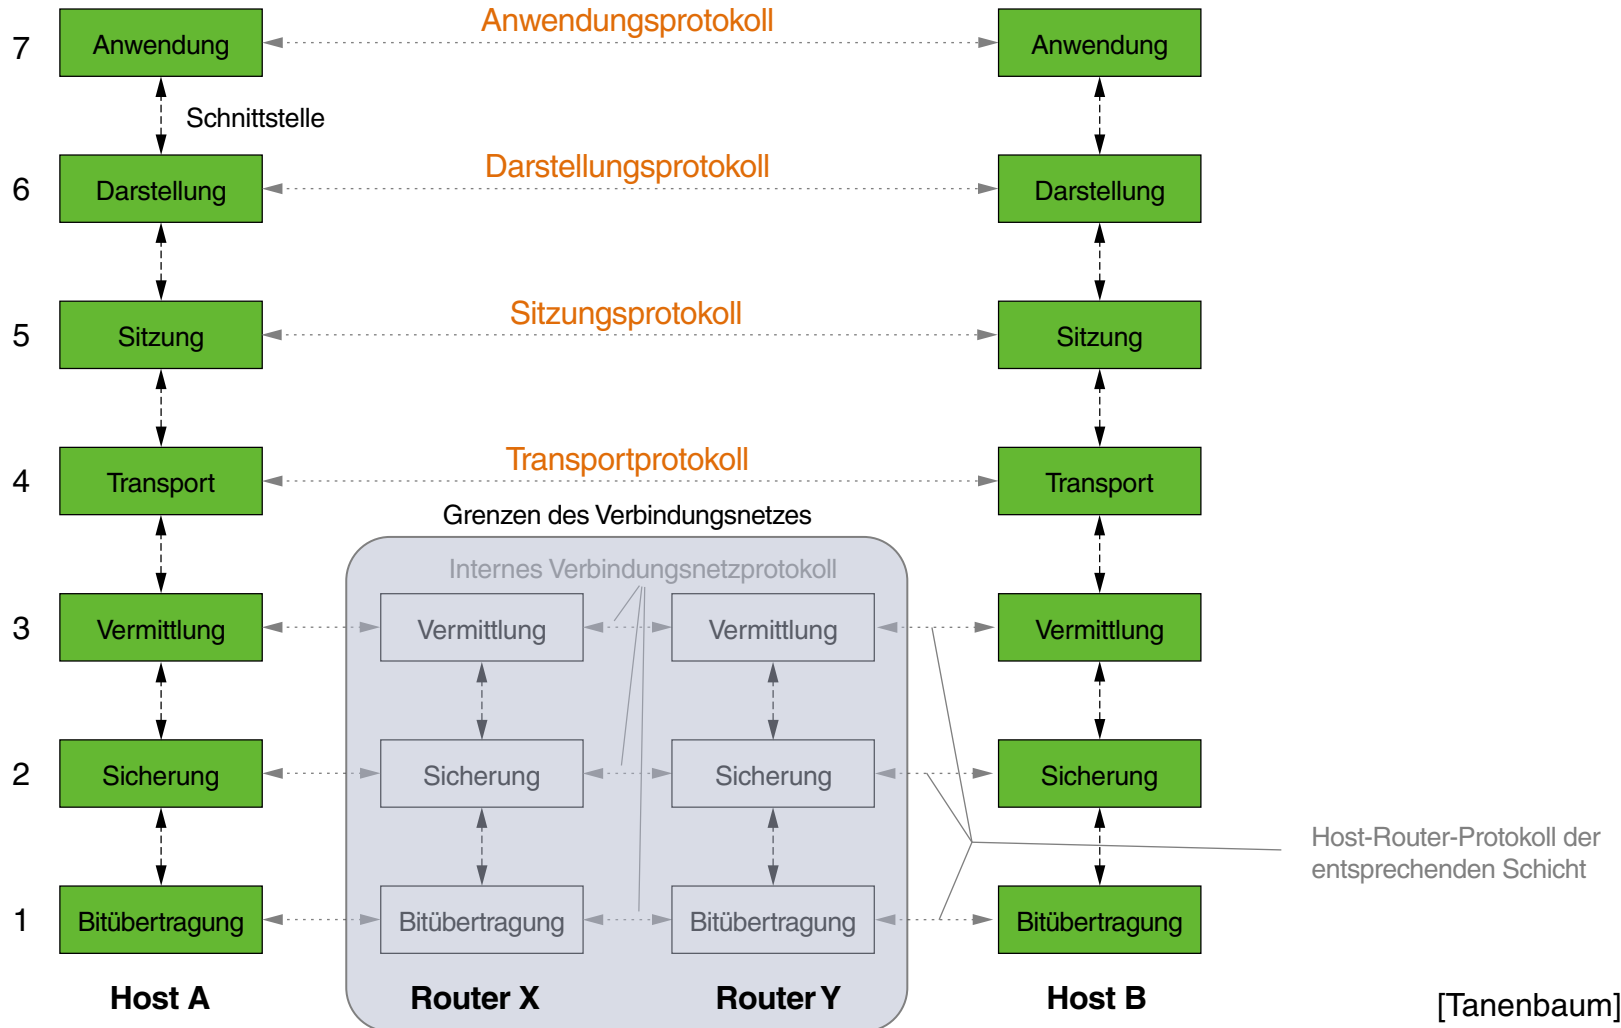 7 Anwendung Anwendungsprotokoll Anwendung
Schnittstelle
6 Darstellung Darstellungsprotokoll Darstellung
5 Sitzung Sitzungsprotokoll Sitzung
4 Transport Transportprotokoll Transport
Grenzen des Verbindungsnetzes
Internes Verbindungsnetzprotokoll
3 Vermittlung Vermittlung Vermittlung Vermittlung
2 Sicherung Sicherung Sicherung Sicherung
Host-Router-Protokoll der
entsprechenden Schicht
1 Bitübertragung Bitübertragung Bitübertragung Bitübertragung
Host A Router X Router Y Host B [Tanenbaum]